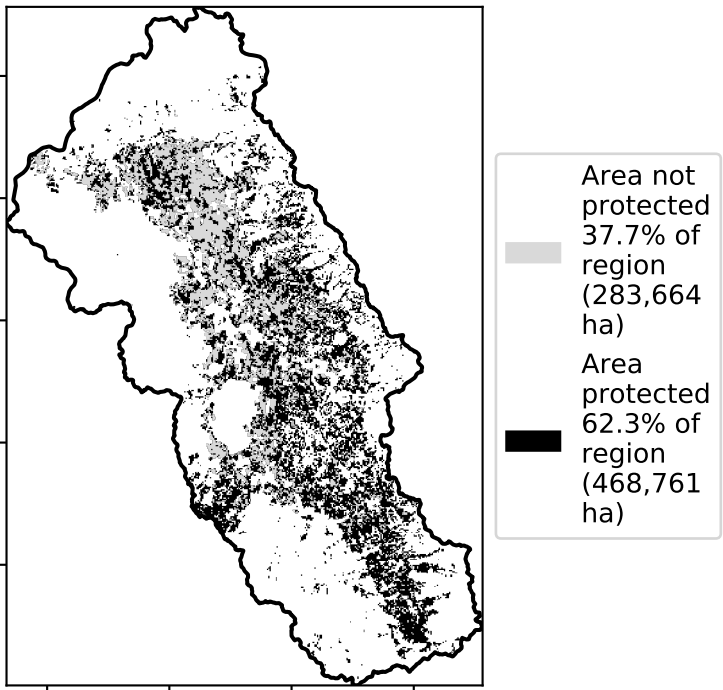 Area not
protected
37.7% of
region
(283,664
ha)
Area
protected
62.3% of
region
(468,761
ha)